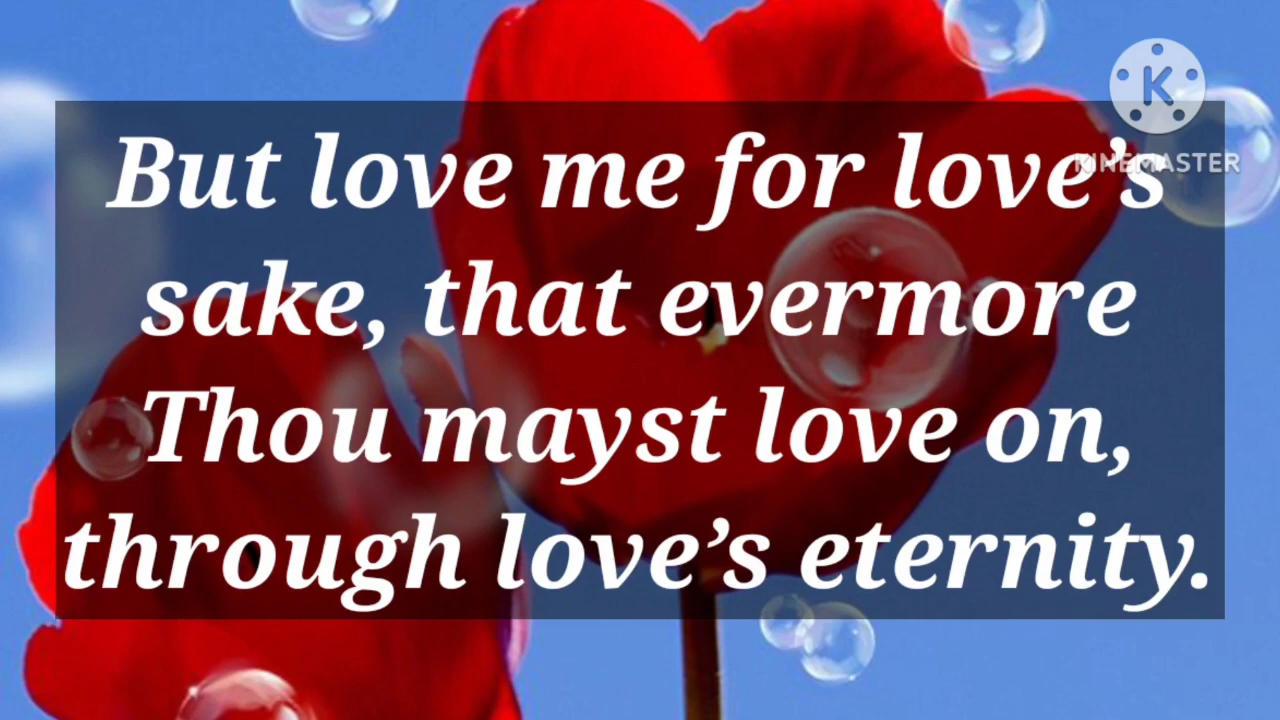 K
KINEMASTER
But love me for love’s
sake, that evermore
Thou mayst love on,
through love’s eternity.